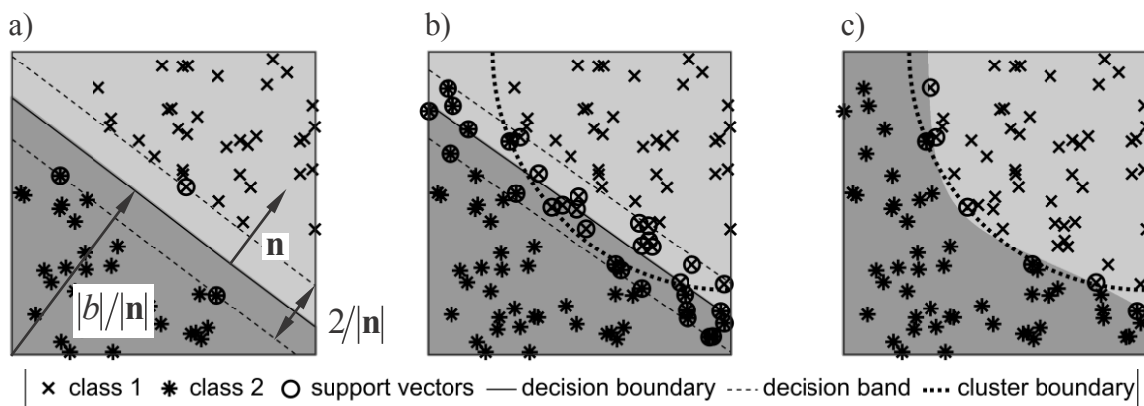 a)
b)
c)
n
|b|/|n|
2/|n|
class 1 class 2 support vectors decision boundary decision band cluster boundary